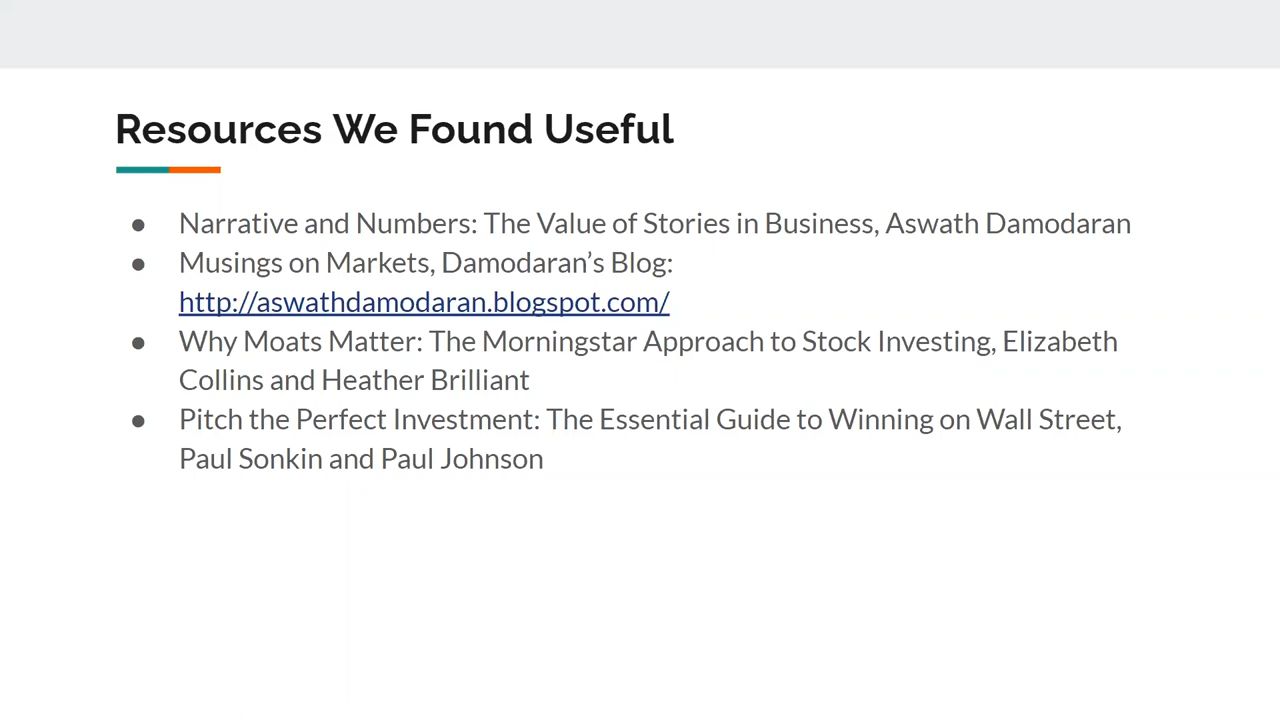 Resources We Found Useful
● Narrative and Numbers: The Value of Stories in Business, Aswath Damodaran
● Musings on Markets, Damodaran’s Blog:
http://aswathdamodaran.blogspot.com/
● Why Moats Matter: The Morningstar Approach to Stock Investing, Elizabeth
Collins and Heather Brilliant
● Pitch the Perfect Investment: The Essential Guide to Winning on Wall Street,
Paul Sonkin and Paul Johnson